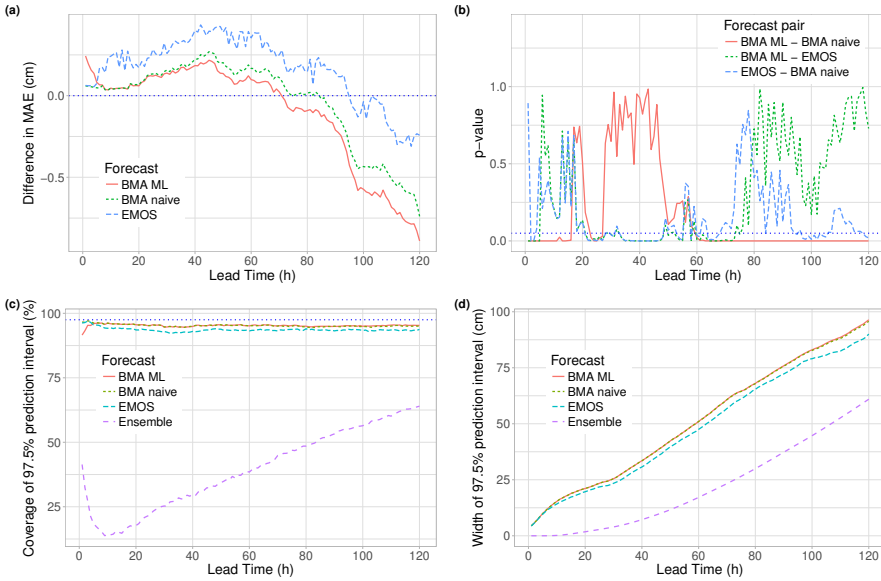 (a)
Difference in MAE (cm)
0.0
−0.5
Forecast
BMA ML
BMA naive
EMOS
0 20 40 60 80 100 120
Lead Time (h)
(b)
p−value
1.0
0.5
0.0
Forecast pair
BMA ML − BMA naive
BMA ML − EMOS
EMOS − BMA naive
0 20 40 60 80 100 120
Lead Time (h)
(c)
Coverage of 97.5% prediction interval (%)
100
75
50
25
Forecast
BMA ML
BMA naive
EMOS
Ensemble
0 20 40 60 80 100 120
Lead Time (h)
(d)
Width of 97.5% prediction interval (cm)
100
75
50
25
0
Forecast
BMA ML
BMA naive
EMOS
Ensemble
0 20 40 60 80 100 120
Lead Time (h)